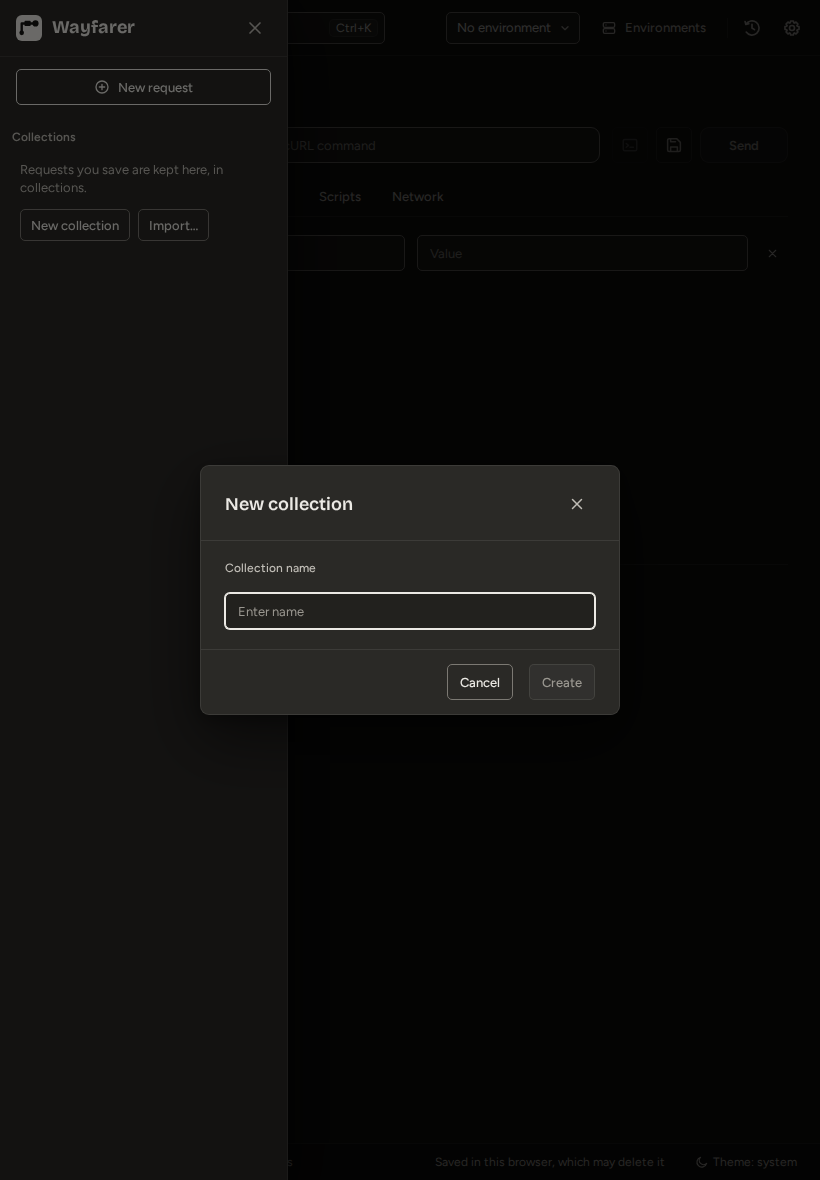 Wayfarer
Ctrl+K
No environment
Environments
New request
Collections
cURL command
Send
Requests you save are kept here, in
collections.
Scripts
Network
New collection
Import...
Value
New collection
Collection name
Enter name
Cancel
Create
Saved in this browser, which may delete it
Theme: system